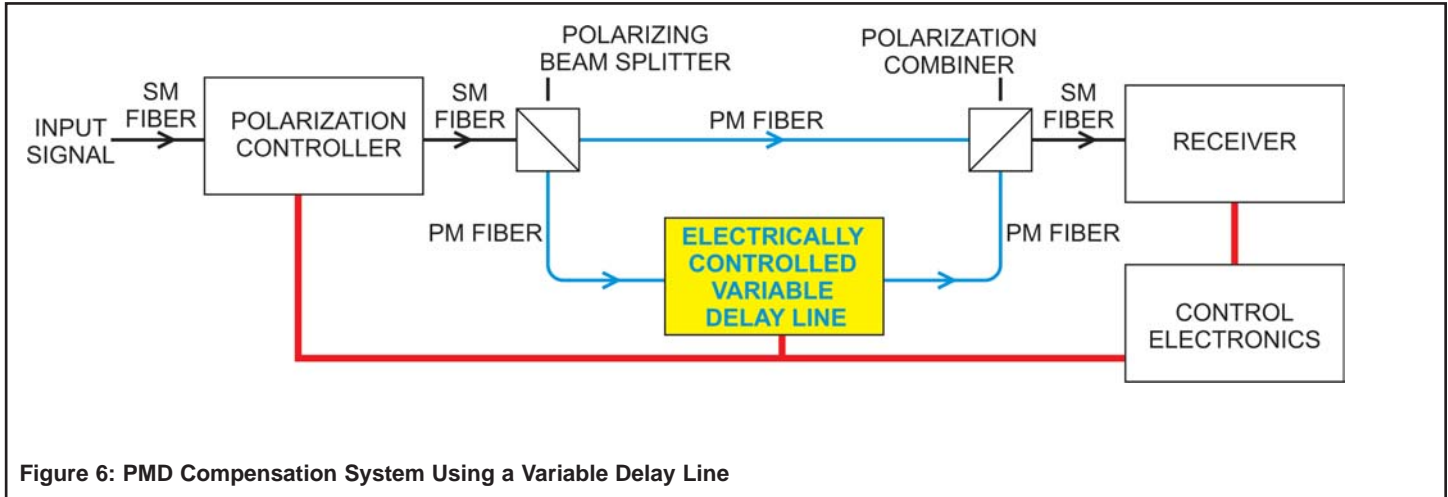 POLARIZING
BEAM SPLITTER
POLARIZATION
COMBINER
SM
FIBER
INPUT
SIGNAL
POLARIZATION
CONTROLLER
SM
FIBER
PM FIBER
SM
FIBER
RECEIVER
PM FIBER
ELECTRICALLY
CONTROLLED
VARIABLE
DELAY LINE
PM FIBER
CONTROL
ELECTRONICS
Figure 6: PMD Compensation System Using a Variable Delay Line